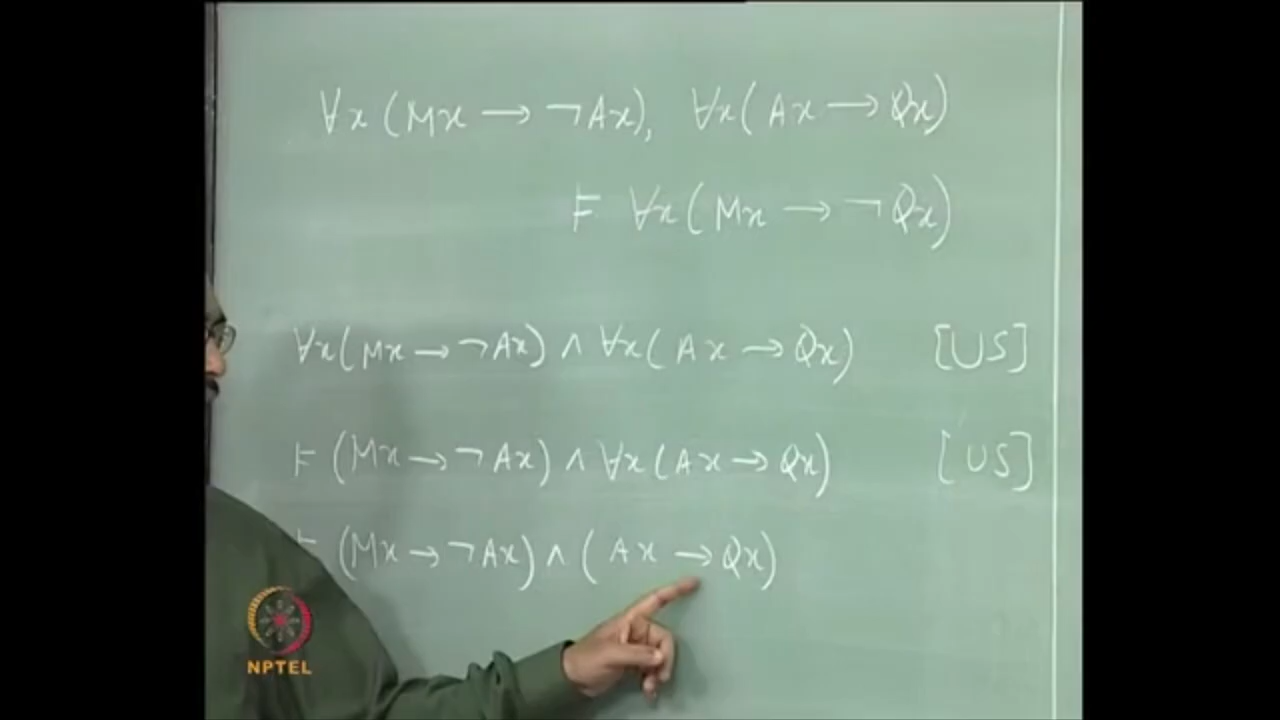 ∀x (Mx → ¬Ax), ∀x(Ax → Qx)
⊨ ∀x(Mx → ¬Qx)
∀x(Mx → ¬Ax) ∧ ∀x(Ax → Qx) [US]
⊨ (Mx → ¬Ax) ∧ ∀x(Ax → Qx) [US]
⊨ (Mx → ¬Ax) ∧ (Ax → Qx)
NPTEL